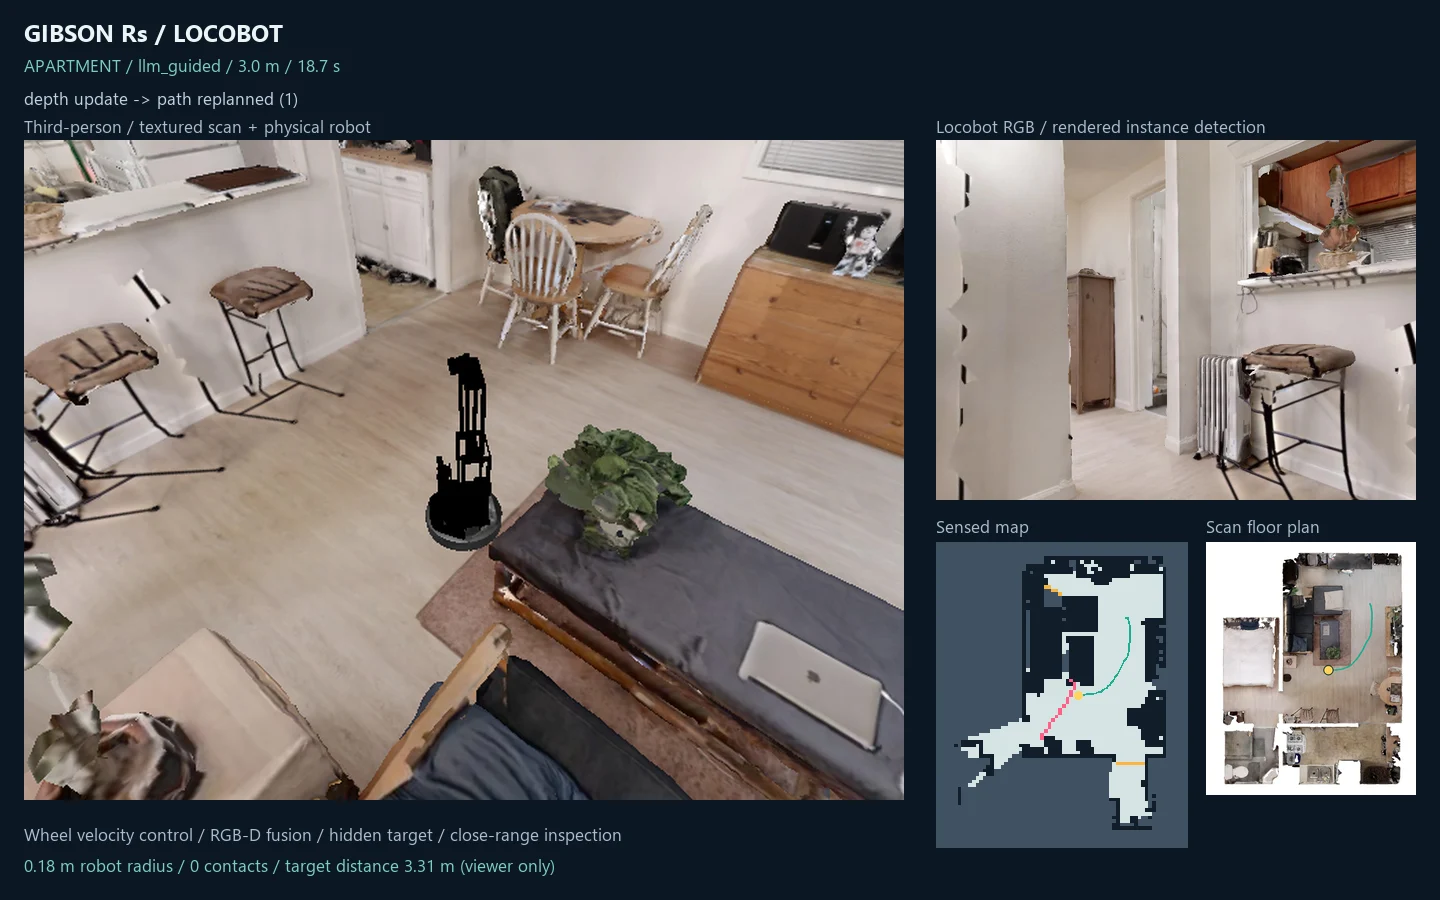 GIBSON Rs / LOCOBOT
APARTMENT / llm_guided / 3.0 m / 18.7 s
depth update -> path replanned (1)
Third-person / textured scan + physical robot
Locobot RGB / rendered instance detection
Sensed map
Scan floor plan
Wheel velocity control / RGB-D fusion / hidden target / close-range inspection
0.18 m robot radius / 0 contacts / target distance 3.31 m (viewer only)